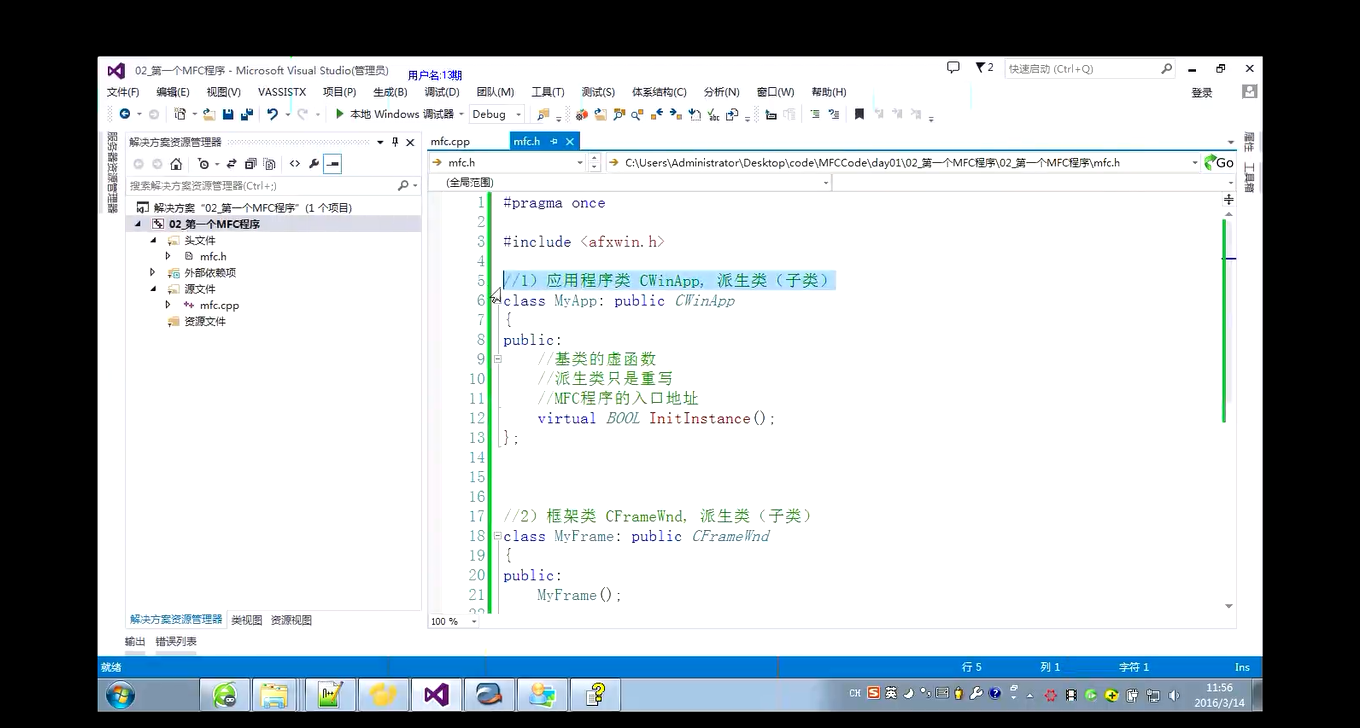 02_第一个MFC程序 - Microsoft Visual Studio(管理员)
用户名:13期
2
快速启动 (Ctrl+Q)
文件(F) 编辑(E) 视图(V) VASSISTX 项目(P) 生成(B) 调试(D) 团队(M) 工具(T) 测试(S) 体系结构(C) 分析(N) 窗口(W) 帮助(H)
登录
本地 Windows 调试器 Debug
服务器资源管理器
解决方案资源管理器
搜索解决方案资源管理器(Ctrl+;)
解决方案 "02_第一个MFC程序" (1 个项目)
02_第一个MFC程序
头文件
mfc.h
外部依赖项
源文件
mfc.cpp
资源文件
解决方案资源管理器 类视图 资源视图
mfc.cpp mfc.h
mfc.h
C:\Users\Administrator\Desktop\code\MFCCode\day01\02_第一个MFC程序\02_第一个MFC程序\mfc.h
Go
(全局范围)
1 #pragma once
2
3 #include <afxwin.h>
4
5 //1) 应用程序类 CWinApp, 派生类 (子类)
6 class MyApp: public CWinApp
7 {
8 public:
9 //基类的虚函数
10 //派生类只是重写
11 //MFC程序的入口地址
12 virtual BOOL InitInstance();
13 };
14
15
16
17 //2) 框架类 CFrameWnd, 派生类 (子类)
18 class MyFrame: public CFrameWnd
19 {
20 public:
21 MyFrame();
100 %
属性
工具箱
输出 错误列表
就绪
行 5 列 1 字符 1 Ins
CH
英
11:56
2016/3/14